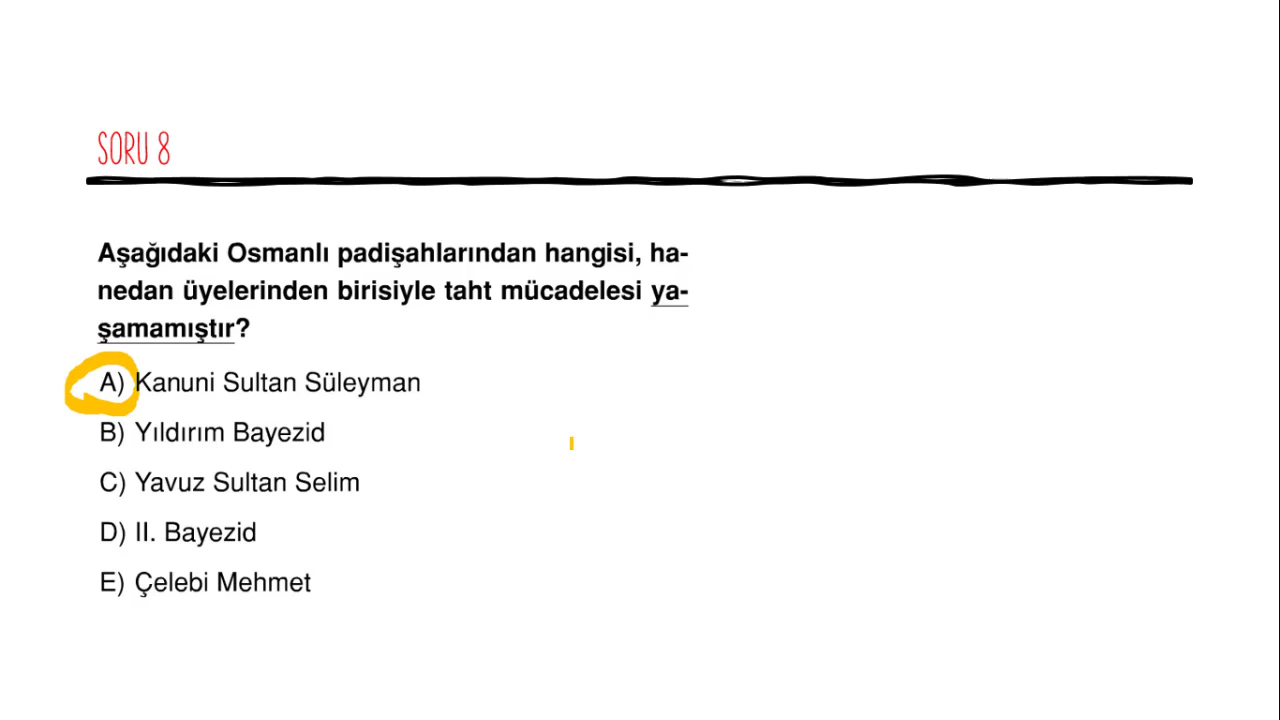 SORU 8
Aşağıdaki Osmanlı padişahlarından hangisi, ha-
nedan üyelerinden birisiyle taht mücadelesi ya-
şamamıştır?
A) Kanuni Sultan Süleyman
B) Yıldırım Bayezid
C) Yavuz Sultan Selim
D) II. Bayezid
E) Çelebi Mehmet